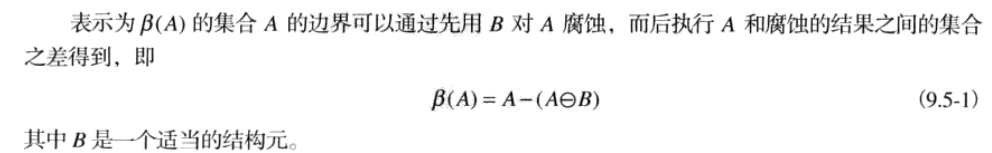 表示为 β(A) 的集合 A 的边界可以通过先用 B 对 A 腐蚀，而后执行 A 和腐蚀的结果之间的集合
之差得到，即
β(A) = A−(A⊖B) (9.5-1)
其中 B 是一个适当的结构元。